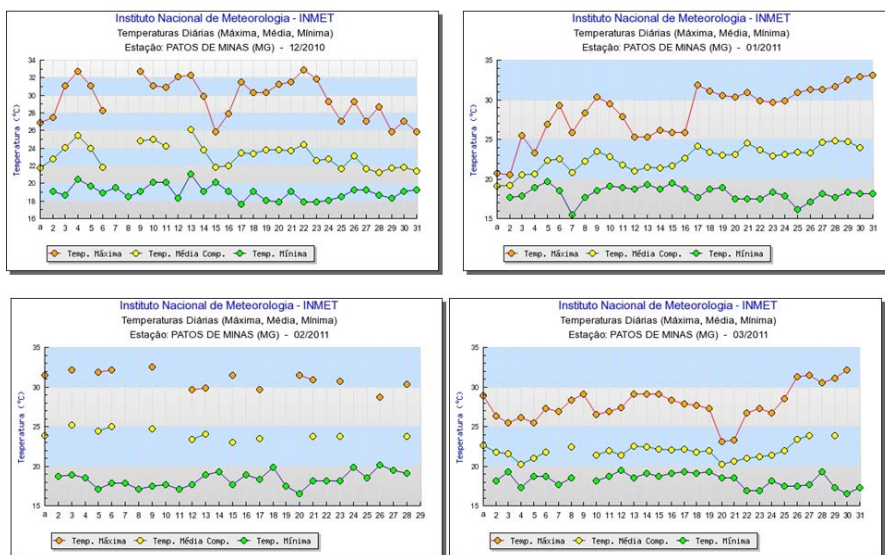 Instituto Nacional de Meteorologia - INMET
Temperaturas Diárias (Máxima, Média, Mínima)
Estação: PATOS DE MINAS (MG) - 12/2010
Temperatura (°C)
34
32
30
28
26
24
22
20
18
16
a 2 3 4 5 6 7 8 9 10 11 12 13 14 15 16 17 18 19 20 21 22 23 24 25 26 27 28 29 30 31
Temp. Máxima Temp. Média Comp. Temp. Mínima
Instituto Nacional de Meteorologia - INMET
Temperaturas Diárias (Máxima, Média, Mínima)
Estação: PATOS DE MINAS (MG) - 01/2011
Temperatura (°C)
35
30
25
20
15
a 2 3 4 5 6 7 8 9 10 11 12 13 14 15 16 17 18 19 20 21 22 23 24 25 26 27 28 29 30 31
Temp. Máxima Temp. Média Comp. Temp. Mínima
Instituto Nacional de Meteorologia - INMET
Temperaturas Diárias (Máxima, Média, Mínima)
Estação: PATOS DE MINAS (MG) - 02/2011
Temperatura (°C)
35
30
25
20
15
a 2 3 4 5 6 7 8 9 10 11 12 13 14 15 16 17 18 19 20 21 22 23 24 25 26 27 28 29
Temp. Máxima Temp. Média Comp. Temp. Mínima
Instituto Nacional de Meteorologia - INMET
Temperaturas Diárias (Máxima, Média, Mínima)
Estação: PATOS DE MINAS (MG) - 03/2011
Temperatura (°C)
35
30
25
20
15
a 2 3 4 5 6 7 8 9 10 11 12 13 14 15 16 17 18 19 20 21 22 23 24 25 26 27 28 29 30 31
Temp. Máxima Temp. Média Comp. Temp. Mínima